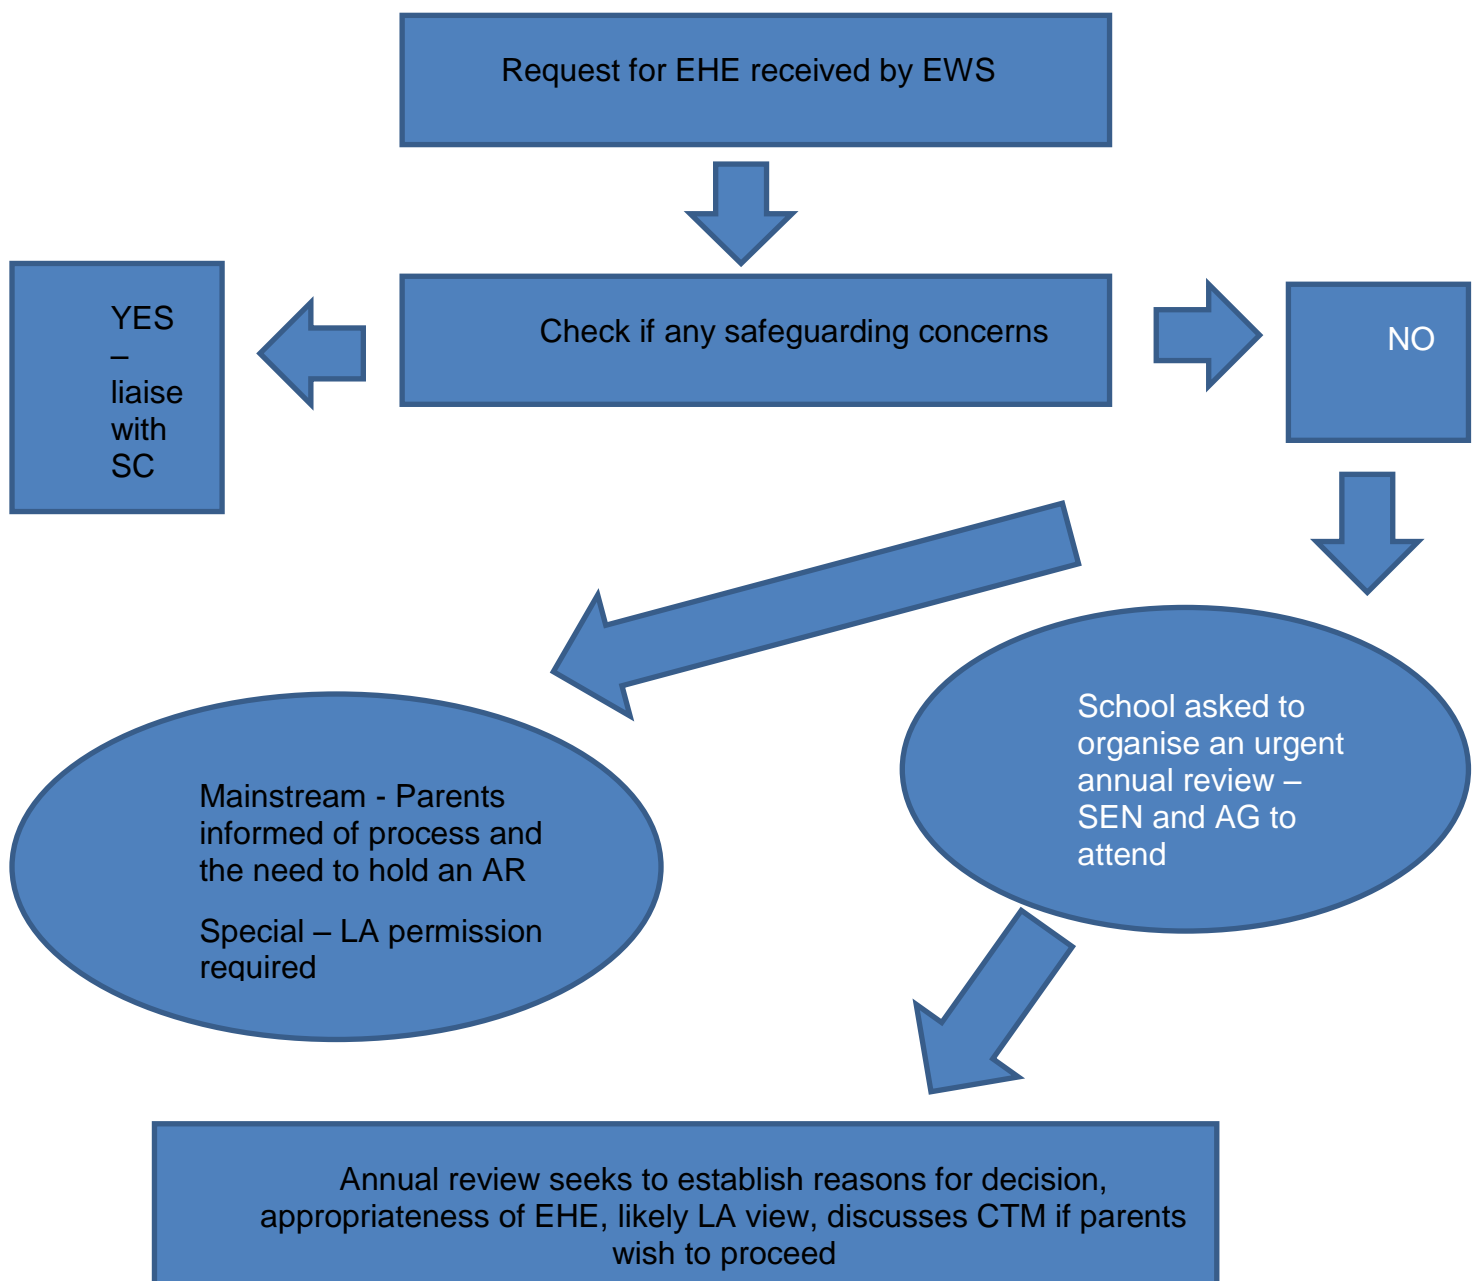 Request for EHE received by EWS
YES
–
liaise
with
SC
Check if any safeguarding concerns
NO
School asked to
organise an urgent
annual review –
SEN and AG to
attend
Mainstream - Parents
informed of process and
the need to hold an AR
Special – LA permission
required
Annual review seeks to establish reasons for decision,
appropriateness of EHE, likely LA view, discusses CTM if parents
wish to proceed